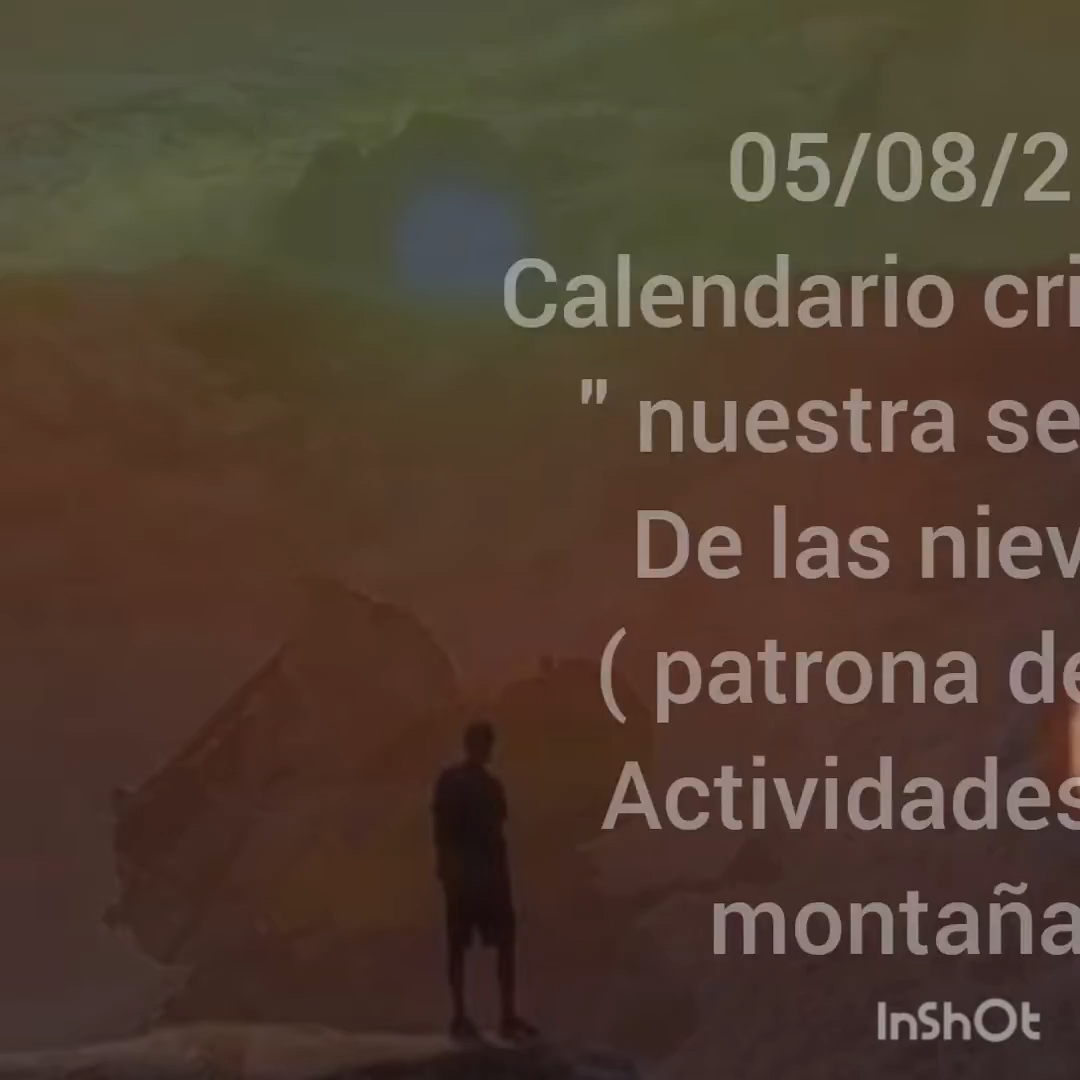 05/08/2
Calendario cri
" nuestra se
De las niev
( patrona de
Actividades
montaña
InShOt